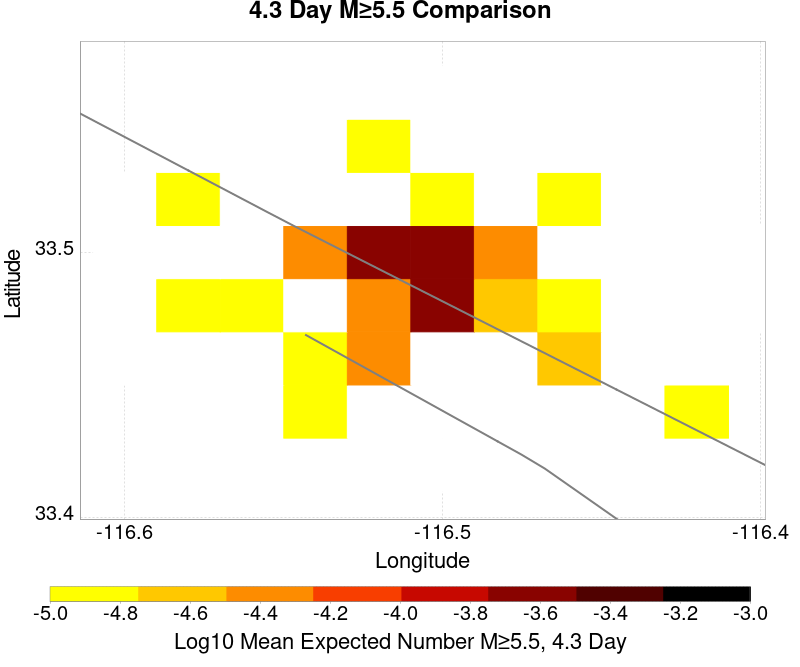 4.3 Day M≥5.5 Comparison
Latitude
33.5
33.4
-116.6 -116.5 -116.4
Longitude
-5.0 -4.8 -4.6 -4.4 -4.2 -4.0 -3.8 -3.6 -3.4 -3.2 -3.0
Log10 Mean Expected Number M≥5.5, 4.3 Day